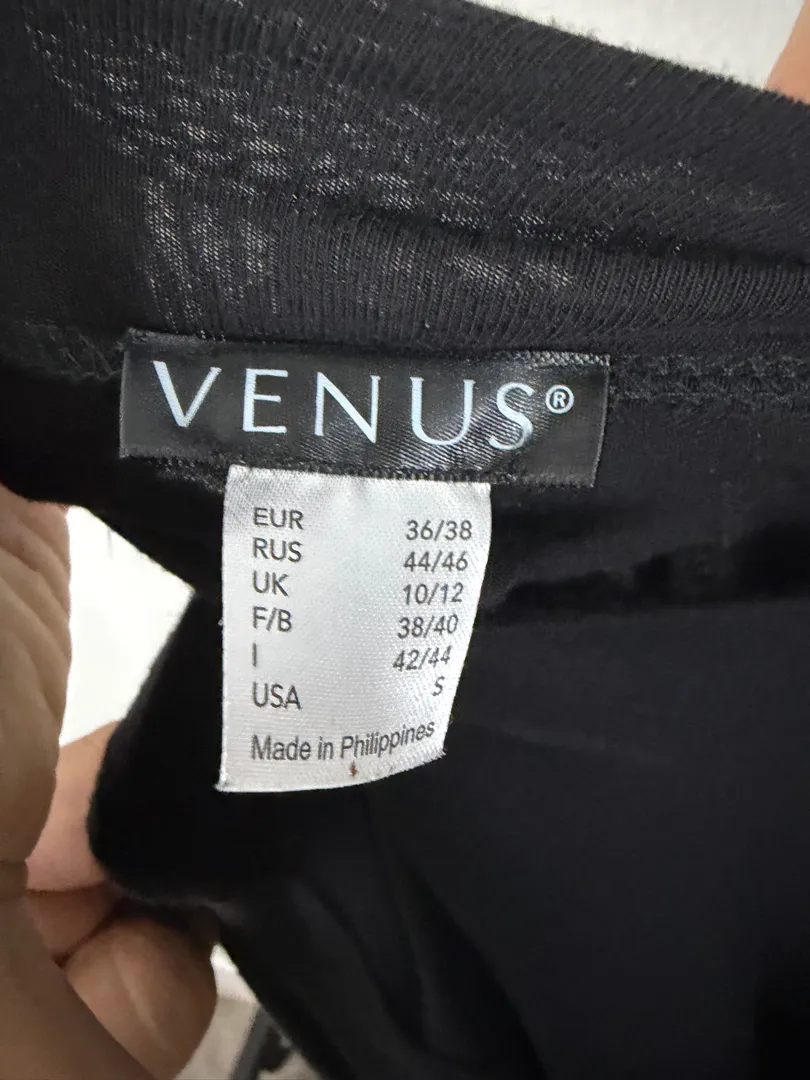 VENUS®
EUR 36/38
RUS 44/46
UK 10/12
F/B 38/40
I 42/44
USA S
Made in Philippines